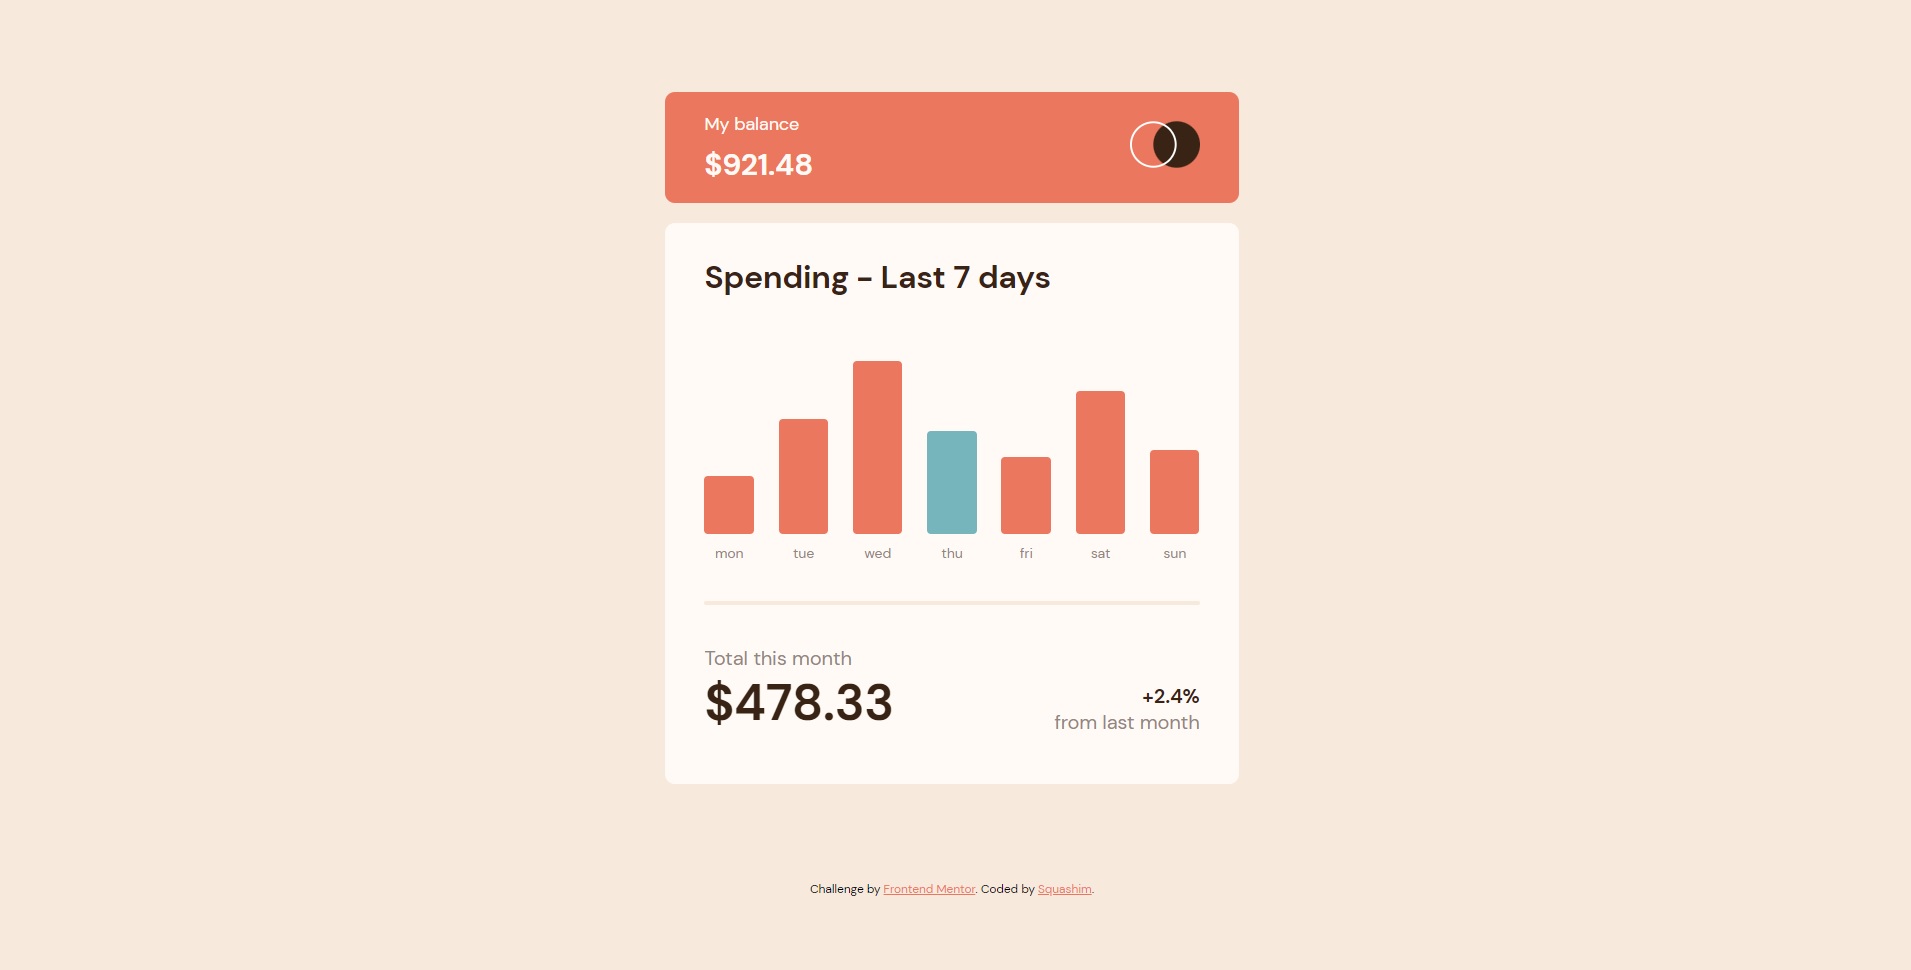 My balance
$921.48
Spending - Last 7 days
mon tue wed thu fri sat sun
Total this month
$478.33
+2.4%
from last month
Challenge by Frontend Mentor. Coded by Squashim.